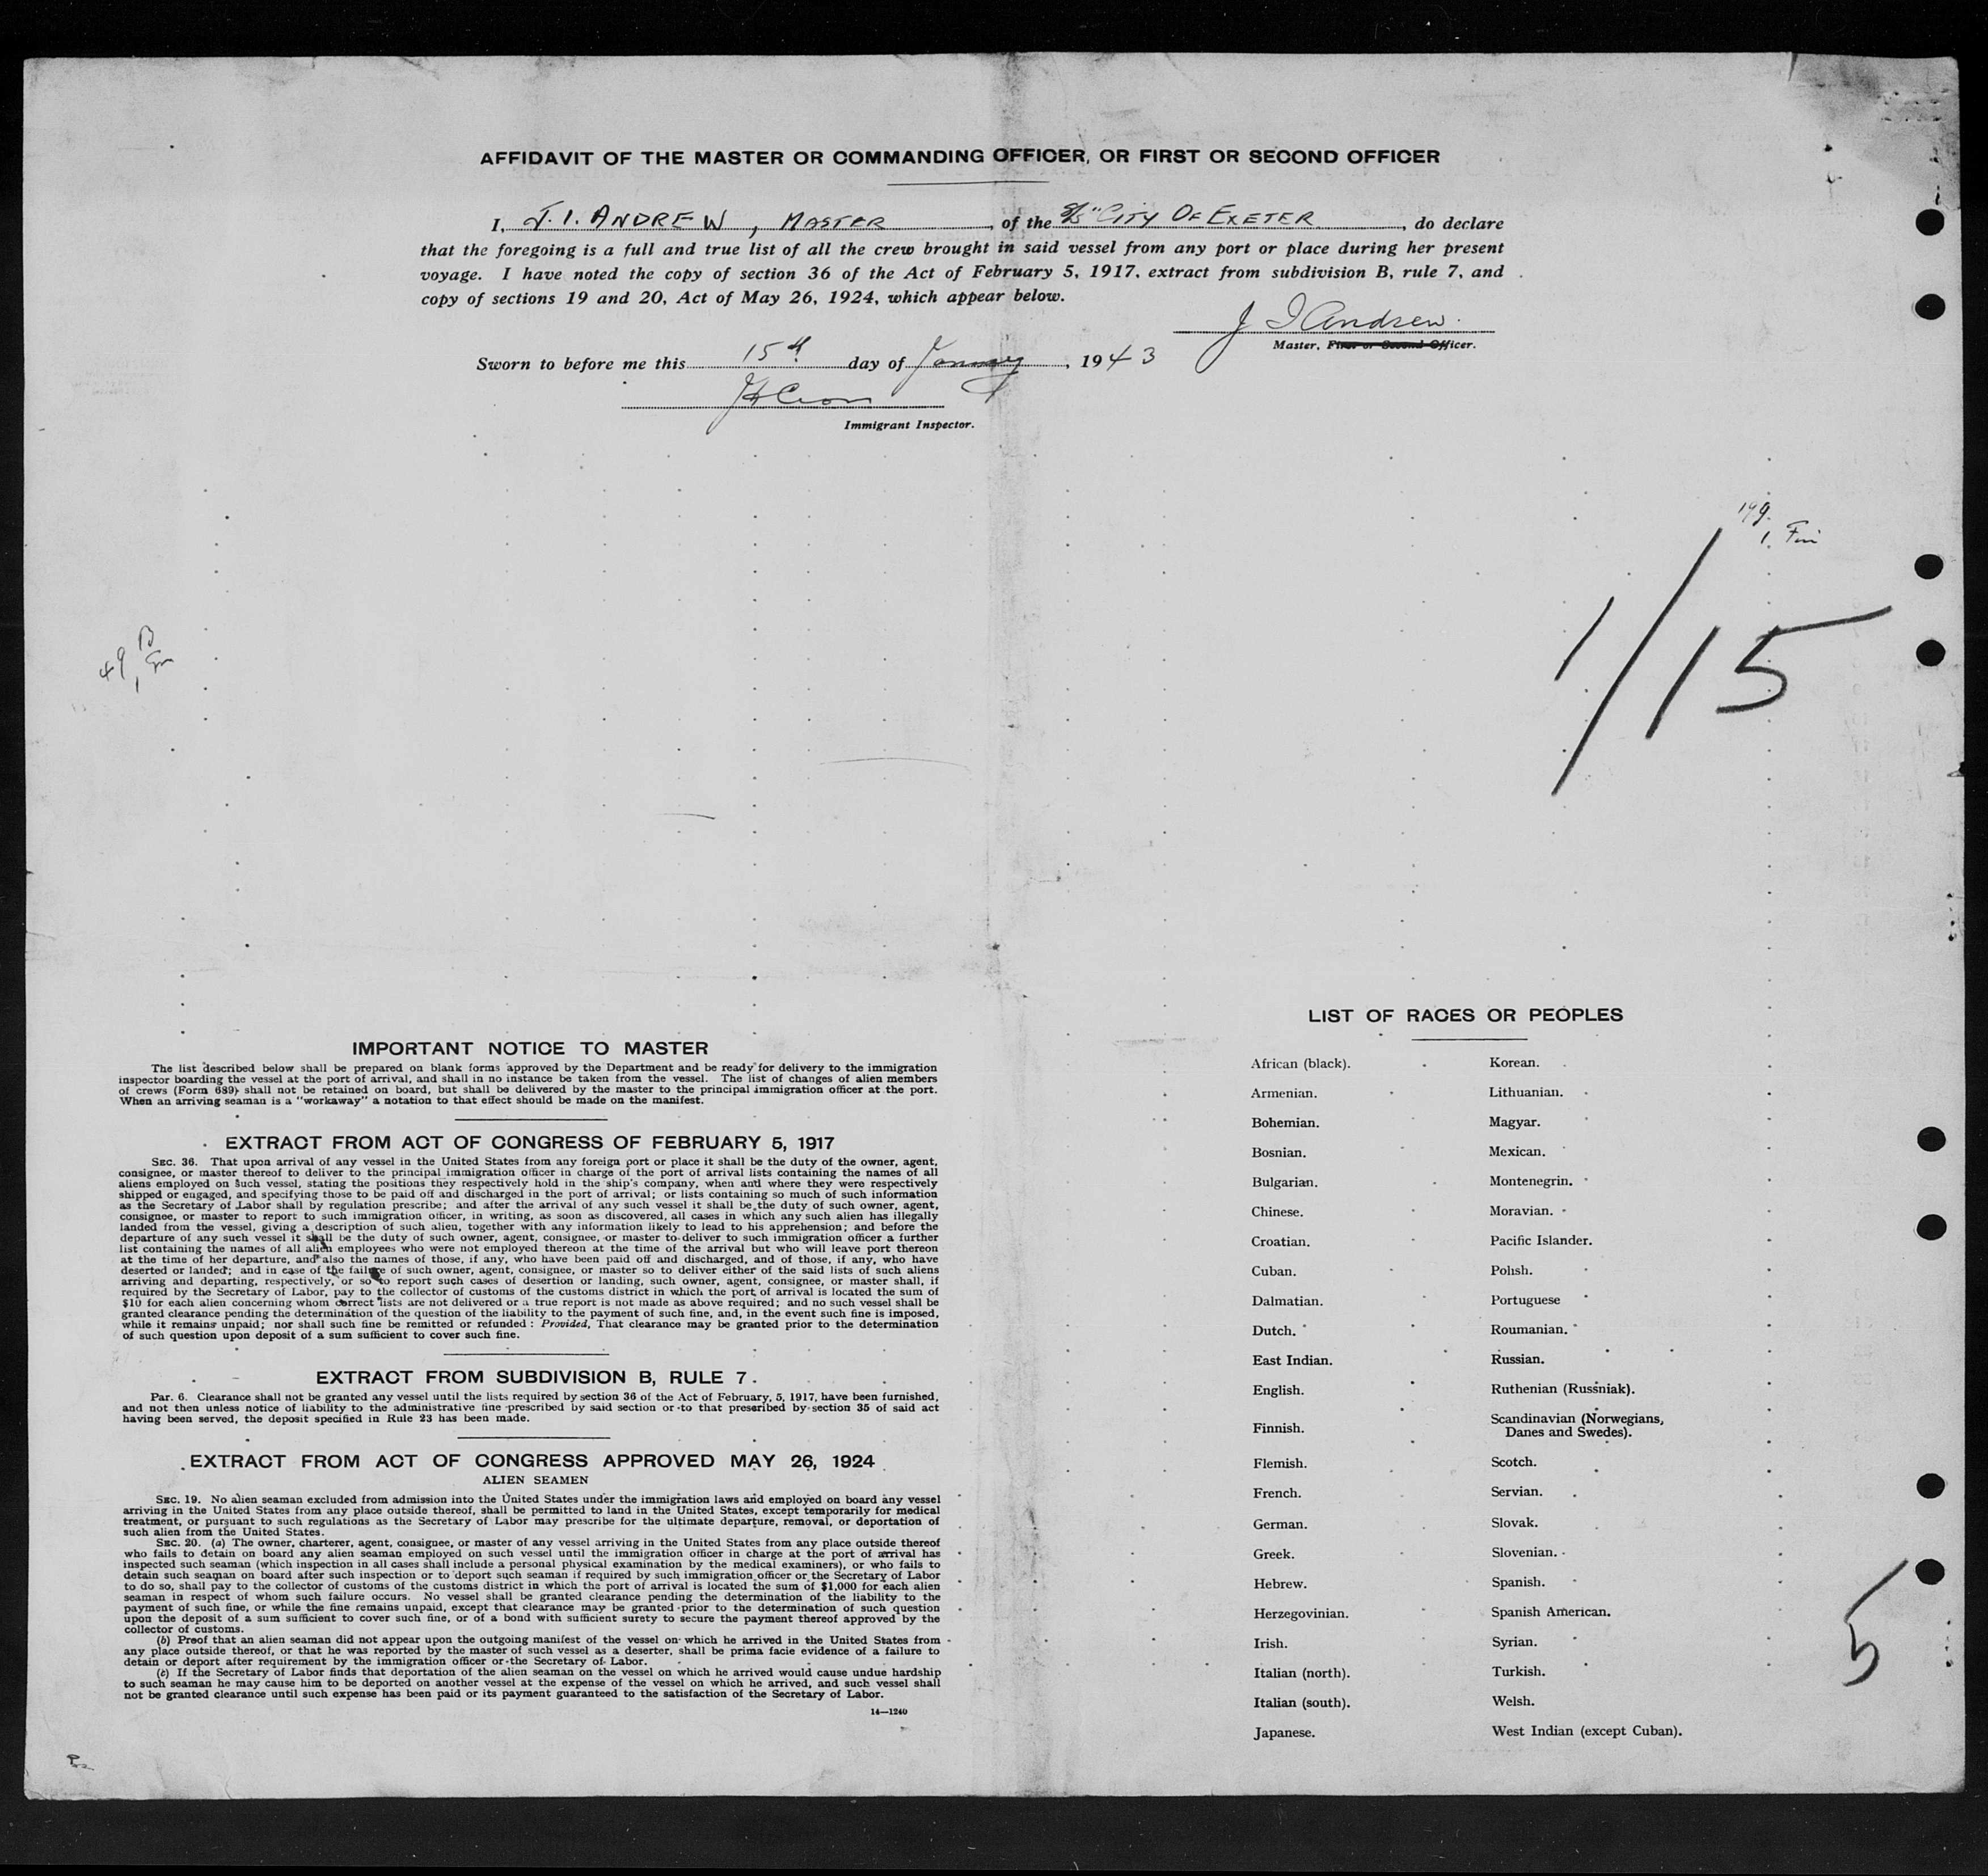 AFFIDAVIT OF THE MASTER OR COMMANDING OFFICER, OR FIRST OR SECOND OFFICER
I, J. I. ANDREW, MASTER, of the S/S "CITY OF EXETER, do declare
that the foregoing is a full and true list of all the crew brought in said vessel from any port or place during her present
voyage. I have noted the copy of section 36 of the Act of February 5, 1917, extract from subdivision B, rule 7, and
copy of sections 19 and 20, Act of May 26, 1924, which appear below.
J I Andrew.
Master, First or Second Officer.
Sworn to before me this 15th day of January, 1943
Immigrant Inspector.
1/15
49
IMPORTANT NOTICE TO MASTER
The list described below shall be prepared on blank forms approved by the Department and be ready for delivery to the immigration
inspector boarding the vessel at the port of arrival, and shall in no instance be taken from the vessel. The list of changes of alien members
of crews (Form 689) shall not be retained on board, but shall be delivered by the master to the principal immigration officer at the port.
When an arriving seaman is a "workaway" a notation to that effect should be made on the manifest.
EXTRACT FROM ACT OF CONGRESS OF FEBRUARY 5, 1917
SEC. 36. That upon arrival of any vessel in the United States from any foreign port or place it shall be the duty of the owner, agent,
consignee, or master thereof to deliver to the principal immigration officer in charge of the port of arrival lists containing the names of all
aliens employed on such vessel, stating the positions they respectively hold in the ship's company, when and where they were respectively
shipped or engaged, and specifying those to be paid off and discharged in the port of arrival; or lists containing so much of such information
as the Secretary of Labor shall by regulation prescribe; and after the arrival of any such vessel it shall be the duty of such owner, agent,
consignee, or master to report to such immigration officer, in writing, as soon as discovered, all cases in which any such alien has illegally
landed from the vessel, giving a description of such alien, together with any information likely to lead to his apprehension; and before the
departure of any such vessel it shall be the duty of such owner, agent, consignee, or master to deliver to such immigration officer a further
list containing the names of all alien employees who were not employed thereon at the time of the arrival but who will leave port thereon
at the time of her departure, and also the names of those, if any, who have been paid off and discharged, and of those, if any, who have
deserted or landed; and in case of the failure of such owner, agent, consignee, or master so to deliver either of the said lists of such aliens
arriving and departing, respectively, or so to report such cases of desertion or landing, such owner, agent, consignee, or master shall, if
required by the Secretary of Labor, pay to the collector of customs of the customs district in which the port of arrival is located the sum of
$10 for each alien concerning whom correct lists are not delivered or a true report is not made as above required; and no such vessel shall be
granted clearance pending the determination of the question of the liability to the payment of such fine, and, in the event such fine is imposed,
while it remains unpaid; nor shall such fine be remitted or refunded: Provided, That clearance may be granted prior to the determination
of such question upon deposit of a sum sufficient to cover such fine.
EXTRACT FROM SUBDIVISION B, RULE 7.
Par. 6. Clearance shall not be granted any vessel until the lists required by section 36 of the Act of February, 5, 1917, have been furnished,
and not then unless notice of liability to the administrative fine prescribed by said section or to that prescribed by section 35 of said act
having been served, the deposit specified in Rule 23 has been made.
EXTRACT FROM ACT OF CONGRESS APPROVED MAY 26, 1924
ALIEN SEAMEN
SEC. 19. No alien seaman excluded from admission into the United States under the immigration laws and employed on board any vessel
arriving in the United States from any place outside thereof, shall be permitted to land in the United States, except temporarily for medical
treatment, or pursuant to such regulations as the Secretary of Labor may prescribe for the ultimate departure, removal, or deportation of
such alien from the United States.
SEC. 20. (a) The owner, charterer, agent, consignee, or master of any vessel arriving in the United States from any place outside thereof
who fails to detain on board any alien seaman employed on such vessel until the immigration officer in charge at the port of arrival has
inspected such seaman (which inspection in all cases shall include a personal physical examination by the medical examiners), or who fails to
detain such seaman on board after such inspection or to deport such seaman if required by such immigration officer or the Secretary of Labor
to do so, shall pay to the collector of customs of the customs district in which the port of arrival is located the sum of $1,000 for each alien
seaman in respect of whom such failure occurs. No vessel shall be granted clearance pending the determination of the liability to the
payment of such fine, or while the fine remains unpaid, except that clearance may be granted prior to the determination of such question
upon the deposit of a sum sufficient to cover such fine, or of a bond with sufficient surety to secure the payment thereof approved by the
collector of customs.
(b) Proof that an alien seaman did not appear upon the outgoing manifest of the vessel on which he arrived in the United States from
any place outside thereof, or that he was reported by the master of such vessel as a deserter, shall be prima facie evidence of a failure to
detain or deport after requirement by the immigration officer or the Secretary of Labor.
(c) If the Secretary of Labor finds that deportation of the alien seaman on the vessel on which he arrived would cause undue hardship
to such seaman he may cause him to be deported on another vessel at the expense of the vessel on which he arrived, and such vessel shall
not be granted clearance until such expense has been paid or its payment guaranteed to the satisfaction of the Secretary of Labor.
14—1240
LIST OF RACES OR PEOPLES
African (black).
Armenian.
Bohemian.
Bosnian.
Bulgarian.
Chinese.
Croatian.
Cuban.
Dalmatian.
Dutch.
East Indian.
English.
Finnish.
Flemish.
French.
German.
Greek.
Hebrew.
Herzegovinian.
Irish.
Italian (north).
Italian (south).
Japanese.
Korean.
Lithuanian.
Magyar.
Mexican.
Montenegrin.
Moravian.
Pacific Islander.
Polish.
Portuguese
Roumanian.
Russian.
Ruthenian (Russniak).
Scandinavian (Norwegians,
Danes and Swedes).
Scotch.
Servian.
Slovak.
Slovenian.
Spanish.
Spanish American.
Syrian.
Turkish.
Welsh.
West Indian (except Cuban).
5